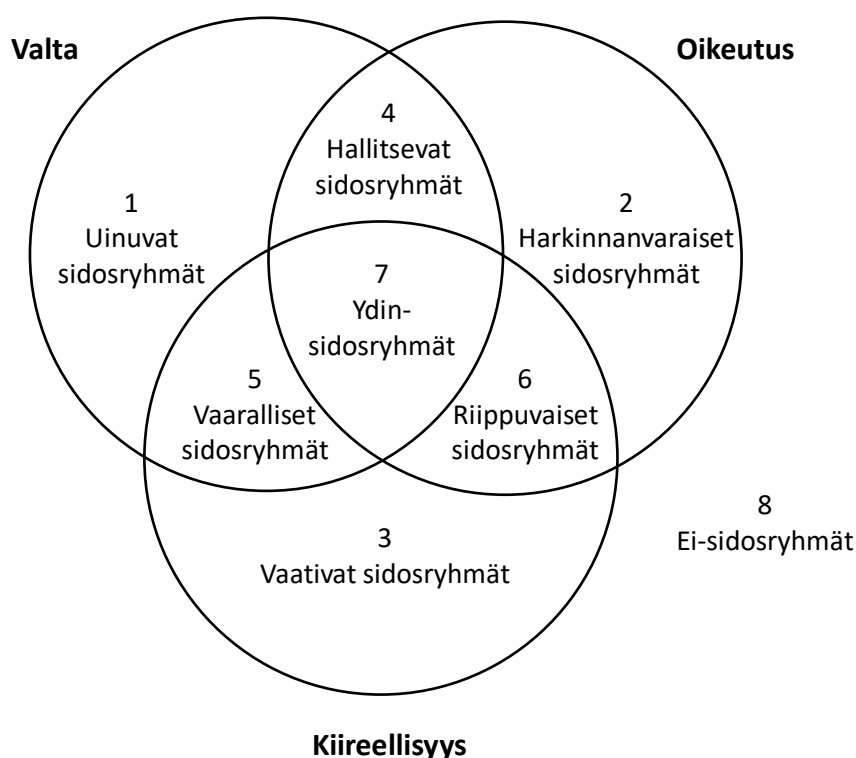 Valta
Oikeutus
4
Hallitsevat
sidosryhmät
1
Uinuvat
sidosryhmät
2
Harkinnanvaraiset
sidosryhmät
7
Ydin-
sidosryhmät
5
Vaaralliset
sidosryhmät
6
Riippuvaiset
sidosryhmät
8
Ei-sidosryhmät
3
Vaativat sidosryhmät
Kiireellisyys